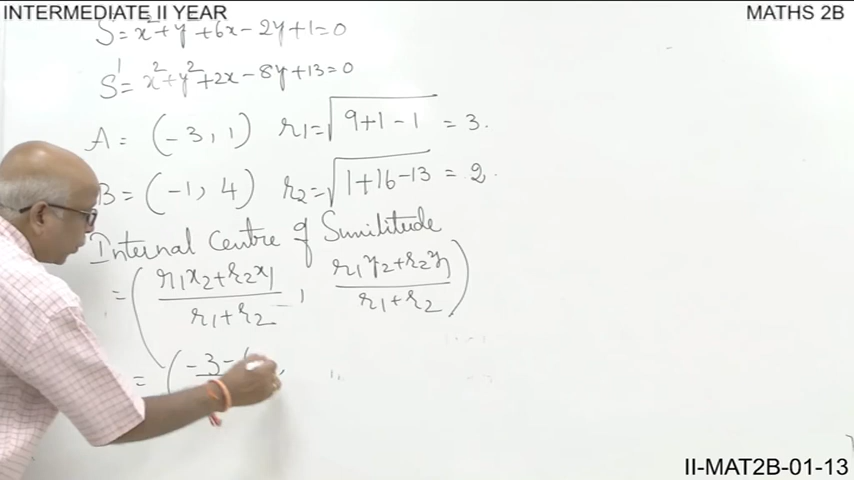 INTERMEDIATE II YEAR
MATHS 2B
S = x² + y² + 6x - 2y + 1 = 0
S' = x² + y² + 2x - 8y + 13 = 0
A = (-3, 1) r₁ = √9+1-1 = 3.
B = (-1, 4) r₂ = √1+16-13 = 2.
Internal Centre of Similitude
= (r₁x₂+r₂x₁ / r₁+r₂, r₁y₂+r₂y₁ / r₁+r₂)
= (-3-
II-MAT2B-01-13